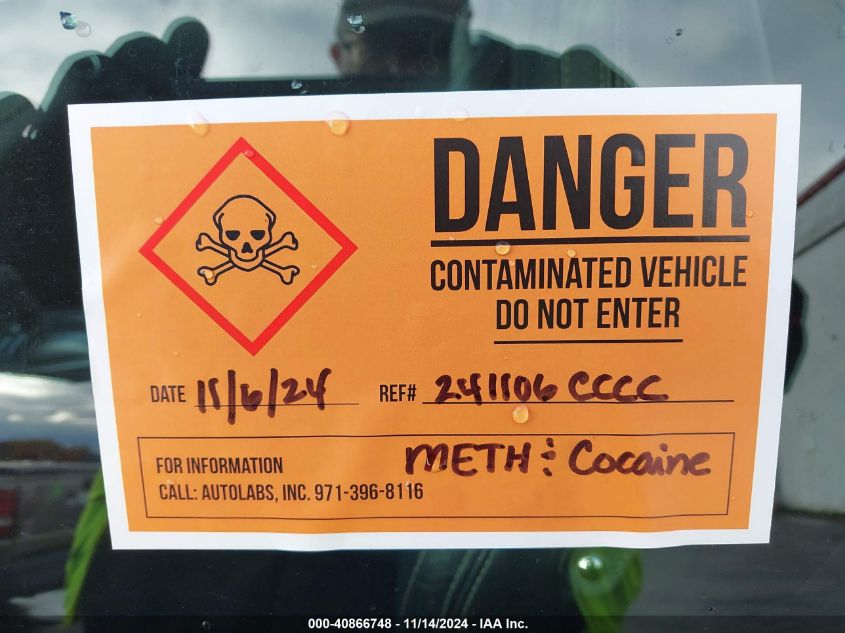 DANGER
CONTAMINATED VEHICLE
DO NOT ENTER
DATE 11/6/24 REF# 241106 CCCC
METH & Cocaine
FOR INFORMATION
CALL: AUTOLABS, INC. 971-396-8116
000-40866748 - 11/14/2024 - IAA Inc.